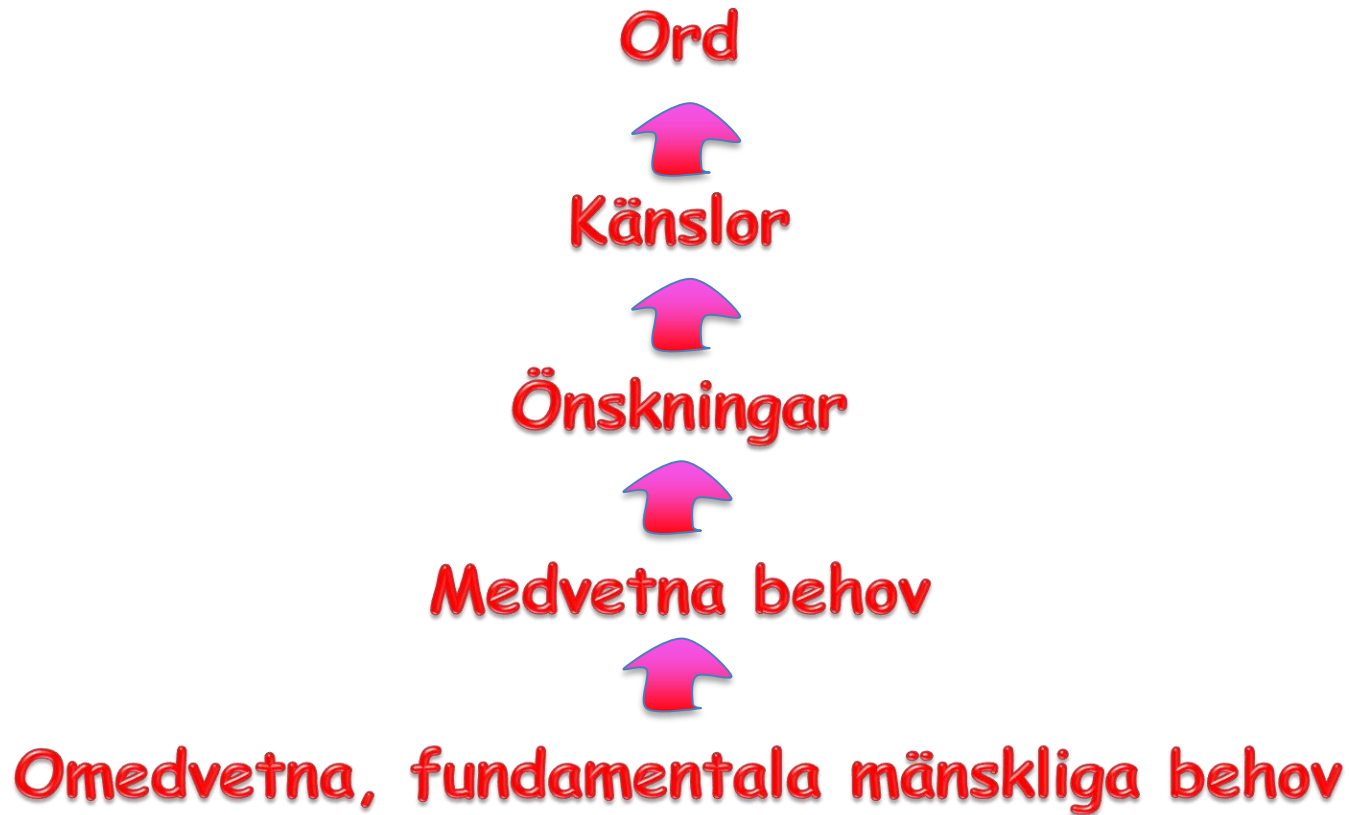 Ord
Känslor
Önskningar
Medvetna behov
Omedvetna, fundamentala mänskliga behov